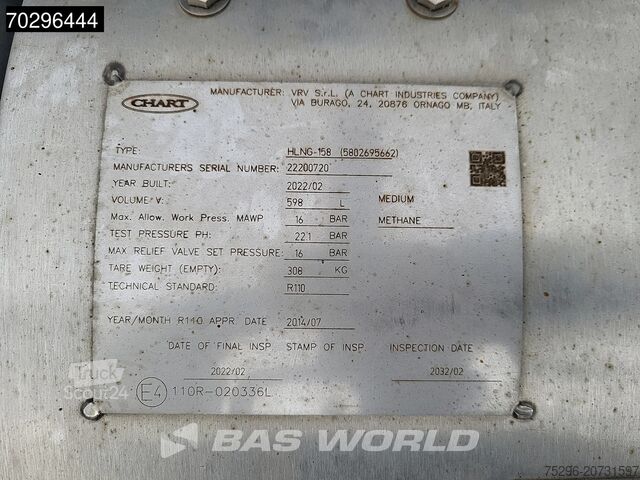 70296444
CHART
MANUFACTURER: VRV S.r.L. (A CHART INDUSTRIES COMPANY)
VIA BURAGO, 24, 20876 ORNAGO MB, ITALY
TYPE: HLNG-158 (5802695662)
MANUFACTURERS SERIAL NUMBER: 22200720
YEAR BUILT: 2022/02
VOLUME V: 598 L MEDIUM
Max. Allow. Work Press. MAWP 16 BAR METHANE
TEST PRESSURE PH: 22.1 BAR
MAX RELIEF VALVE SET PRESSURE: 16 BAR
TARE WEIGHT (EMPTY): 308 KG
TECHNICAL STANDARD: R110
YEAR/MONTH R110 APPR. DATE 2014/07
DATE OF FINAL INSP. STAMP OF INSP. INSPECTION DATE
2022/02 2032/02
E4 110R-020336L
Truck
Scout24
BAS WORLD
75296-20731597